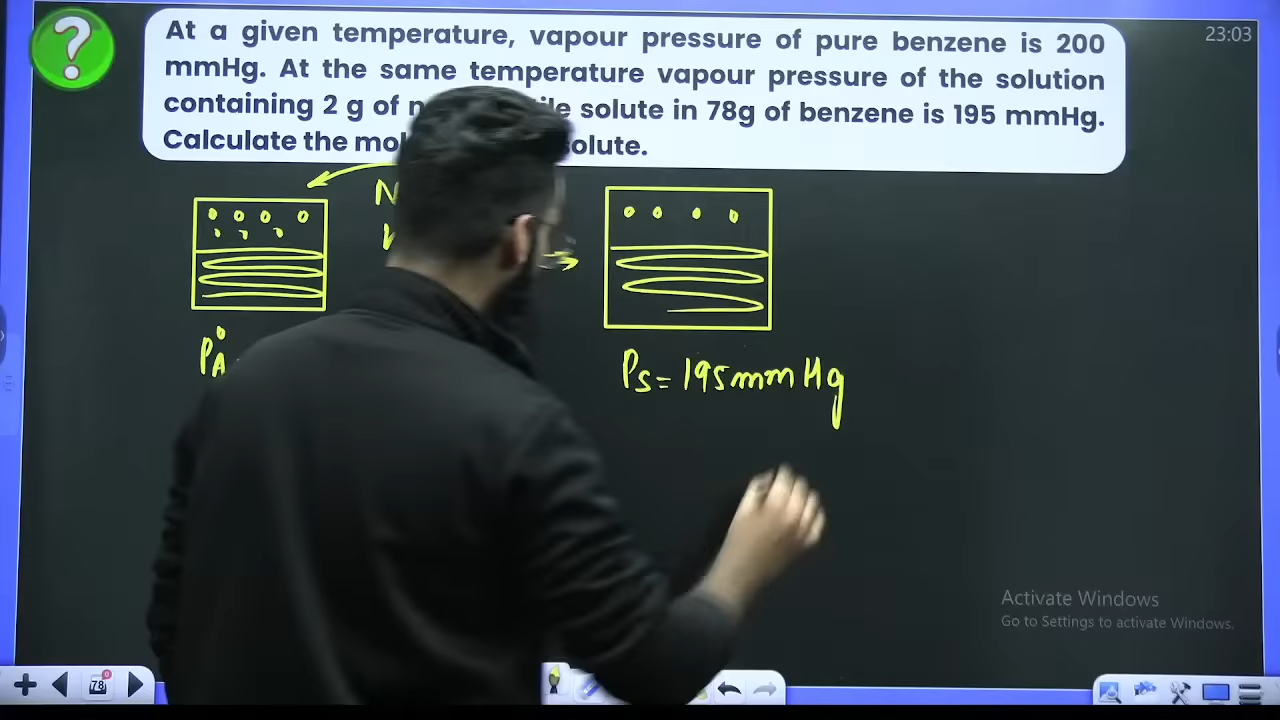 23:03
At a given temperature, vapour pressure of pure benzene is 200
mmHg. At the same temperature vapour pressure of the solution
containing 2 g of solute in 78g of benzene is 195 mmHg.
Calculate the solute.
P°A
Ps = 195 mm Hg
Activate Windows
Go to Settings to activate Windows.
78